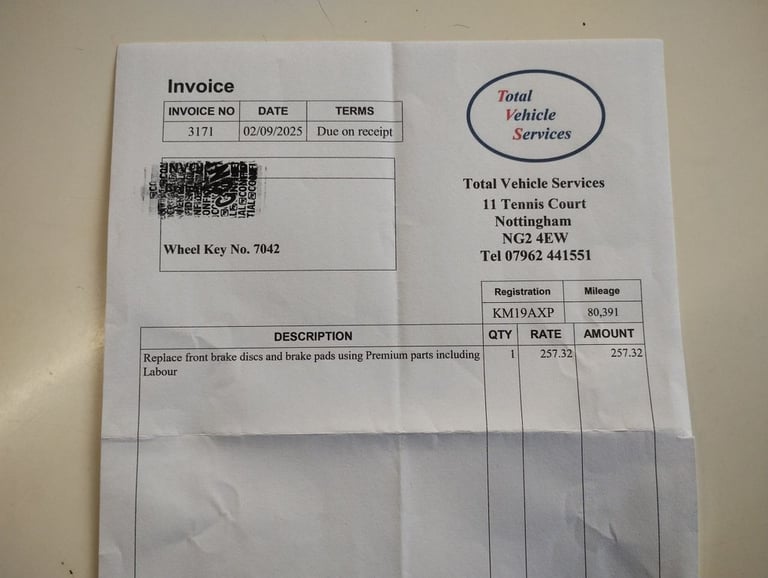 Invoice
INVOICE NO DATE TERMS
3171 02/09/2025 Due on receipt
Total
Vehicle
Services
Total Vehicle Services
11 Tennis Court
Nottingham
NG2 4EW
Tel 07962 441551
Wheel Key No. 7042
Registration Mileage
KM19AXP 80,391
DESCRIPTION QTY RATE AMOUNT
Replace front brake discs and brake pads using Premium parts including 1 257.32 257.32
Labour